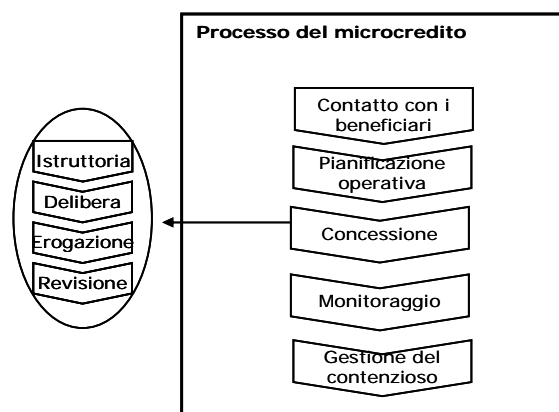 Processo del microcredito
Contatto con i
beneficiari
Pianificazione
operativa
Concessione
Monitoraggio
Gestione del
contenzioso
Istruttoria
Delibera
Erogazione
Revisione